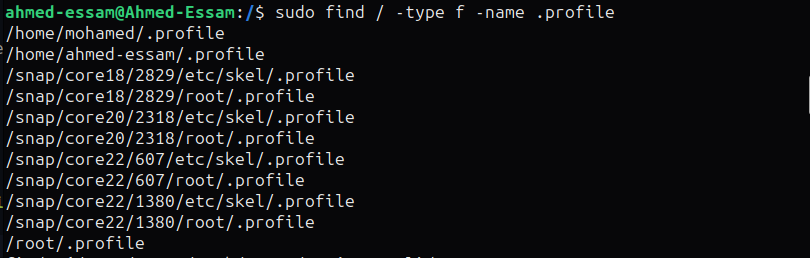 ahmed-essam@Ahmed-Essam:/$ sudo find / -type f -name .profile
/home/mohamed/.profile
/home/ahmed-essam/.profile
/snap/core18/2829/etc/skel/.profile
/snap/core18/2829/root/.profile
/snap/core20/2318/etc/skel/.profile
/snap/core20/2318/root/.profile
/snap/core22/607/etc/skel/.profile
/snap/core22/607/root/.profile
/snap/core22/1380/etc/skel/.profile
/snap/core22/1380/root/.profile
/root/.profile